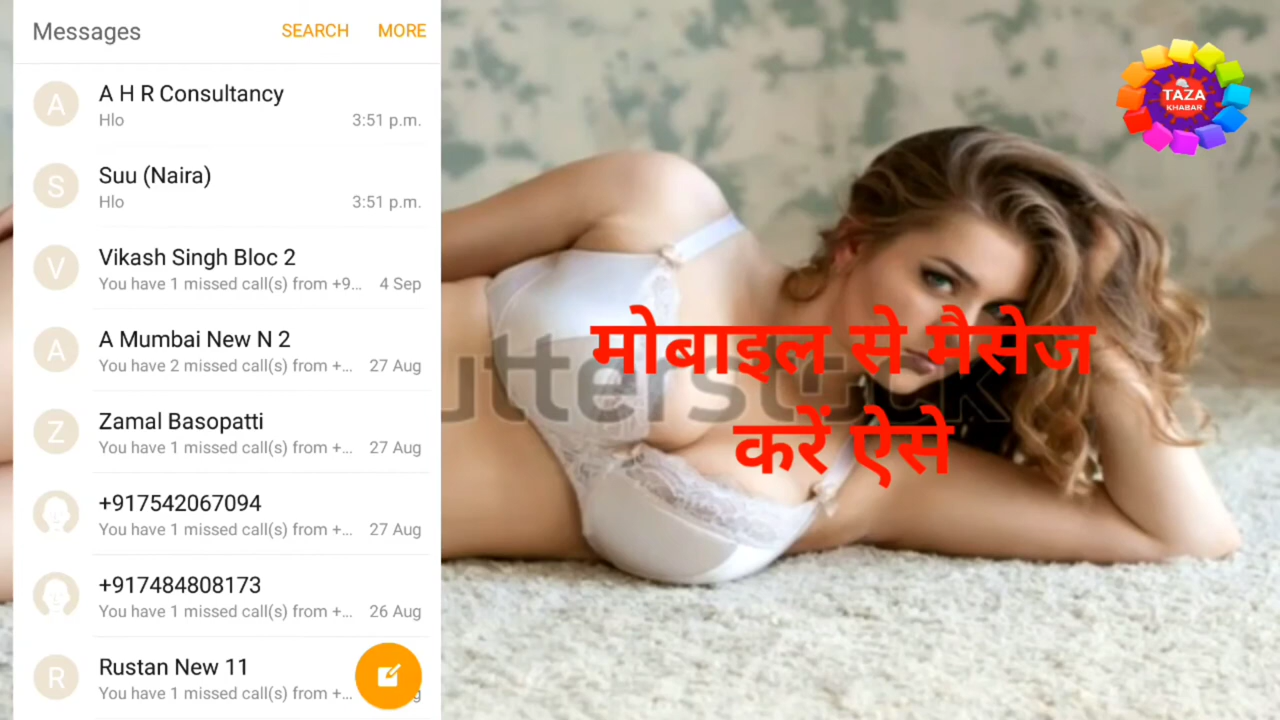 Messages
SEARCH
MORE
A H R Consultancy
Hlo
3:51 p.m.
Suu (Naira)
Hlo
3:51 p.m.
Vikash Singh Bloc 2
You have 1 missed call(s) from +9...
4 Sep
A Mumbai New N 2
You have 2 missed call(s) from +...
27 Aug
Zamal Basopatti
You have 1 missed call(s) from +...
27 Aug
+917542067094
You have 1 missed call(s) from +...
27 Aug
+917484808173
You have 1 missed call(s) from +...
26 Aug
Rustan New 11
You have 1 missed call(s) from +...
A
S
V
A
Z
R
TAZA
KHABAR
मोबाइल से मैसेज
करें ऐसे